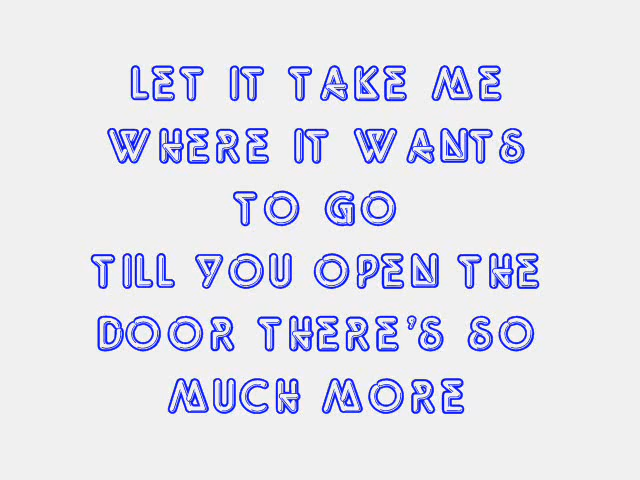 LET IT TAKE ME
WHERE IT WANTS
TO GO
TILL YOU OPEN THE
DOOR THERE'S SO
MUCH MORE